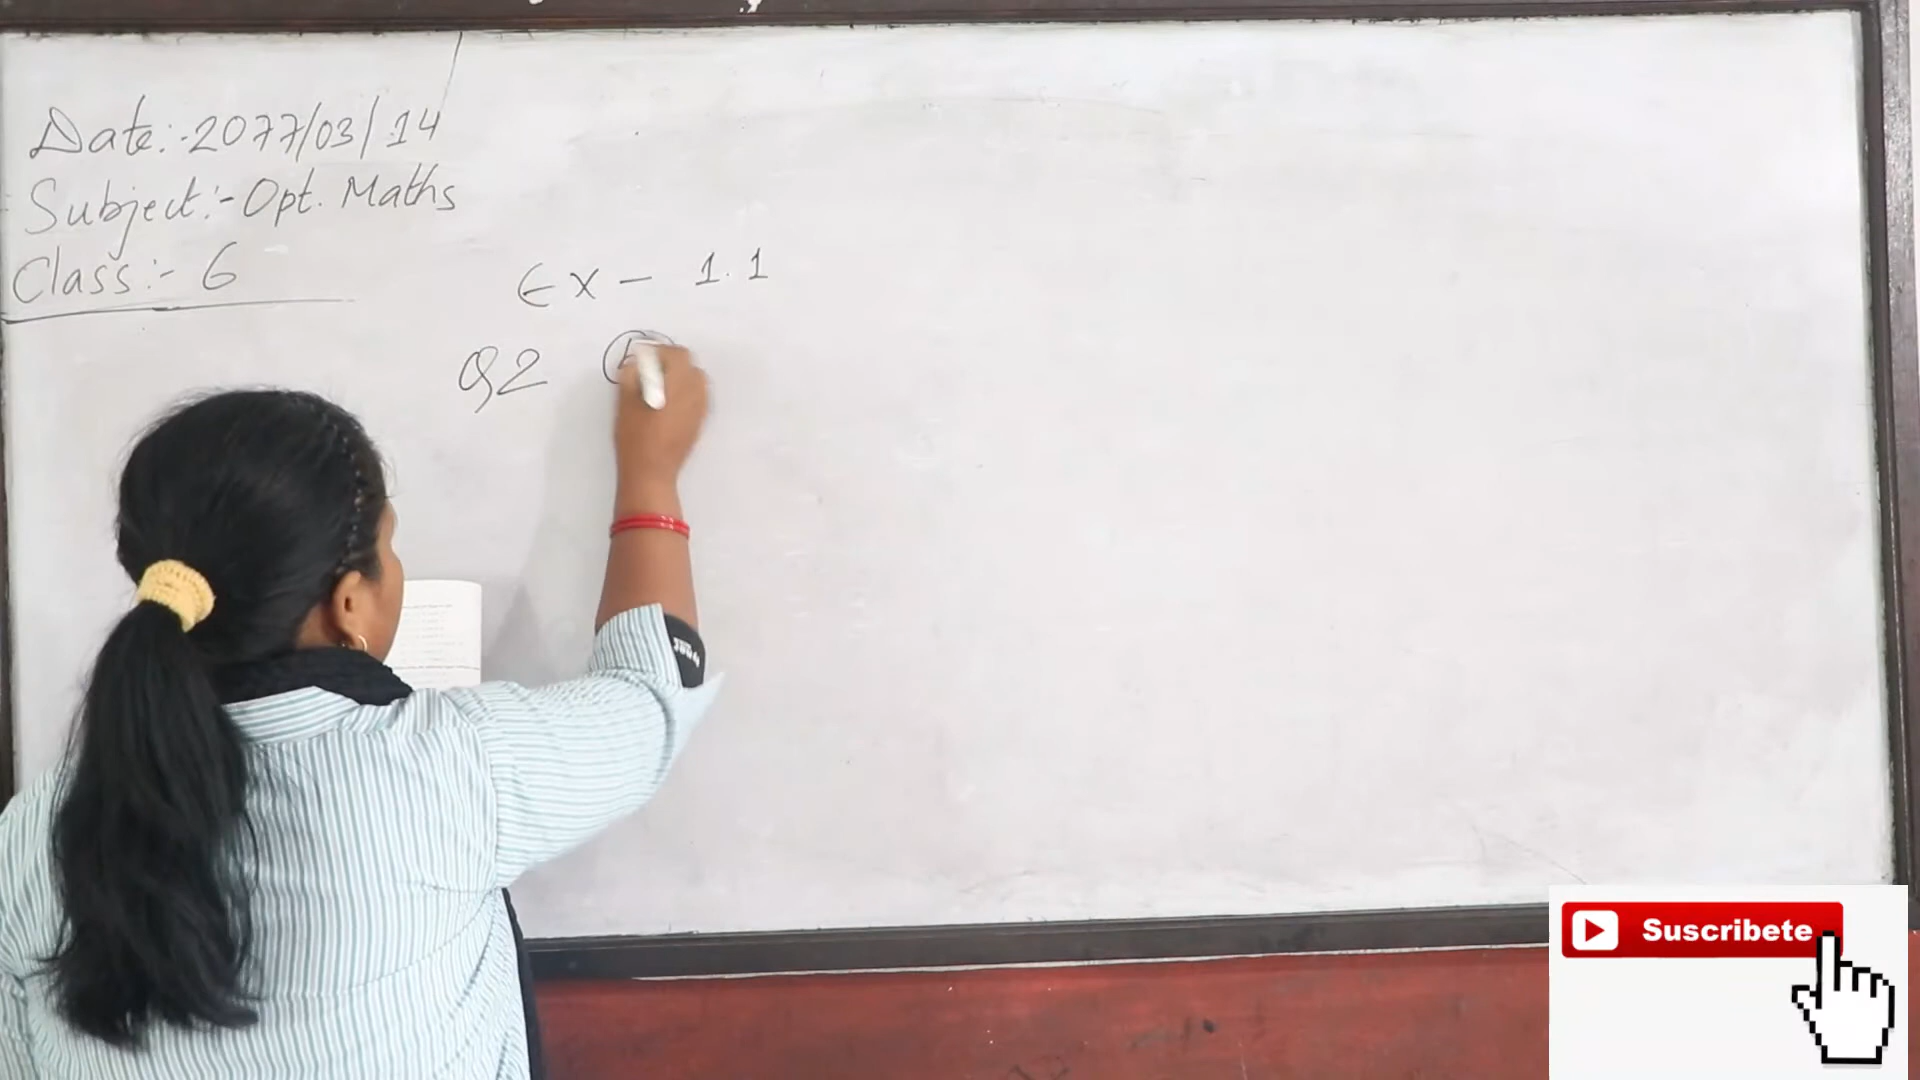 Date:-2077/03/14
Subject:-Opt. Maths
Class:- 6
Ex - 1.1
Q2
Suscribete